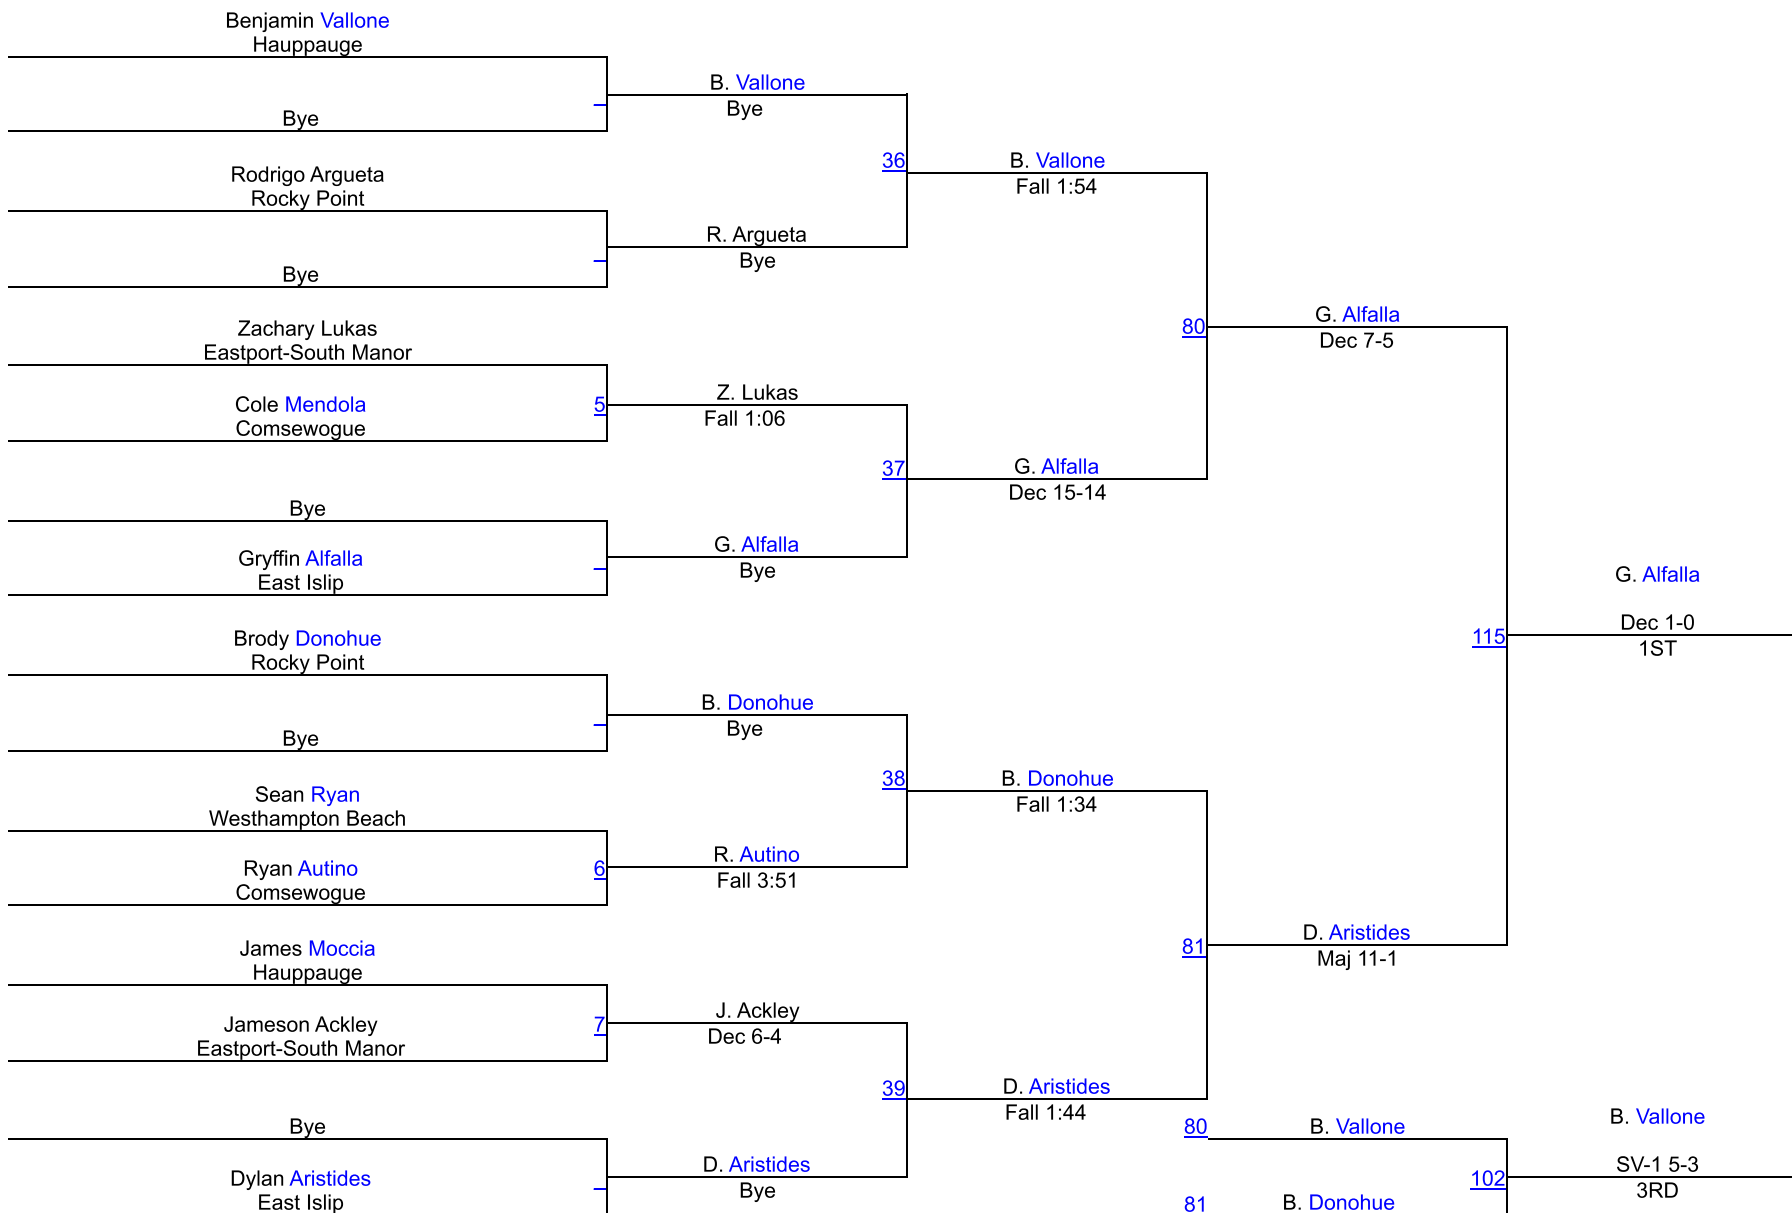 Benjamin Vallone
Hauppauge
Bye
Rodrigo Argueta
Rocky Point
Bye
Zachary Lukas
Eastport-South Manor
Cole Mendola
Comsewogue
Bye
Gryffin Alfalla
East Islip
Brody Donohue
Rocky Point
Bye
Sean Ryan
Westhampton Beach
Ryan Autino
Comsewogue
James Moccia
Hauppauge
Jameson Ackley
Eastport-South Manor
Bye
Dylan Aristides
East Islip
5
6
7
B. Vallone
Bye
R. Argueta
Bye
Z. Lukas
Fall 1:06
G. Alfalla
Bye
B. Donohue
Bye
R. Autino
Fall 3:51
J. Ackley
Dec 6-4
D. Aristides
Bye
36
37
38
39
B. Vallone
Fall 1:54
G. Alfalla
Dec 15-14
B. Donohue
Fall 1:34
D. Aristides
Fall 1:44
80
81
G. Alfalla
Dec 7-5
D. Aristides
Maj 11-1
115
G. Alfalla
Dec 1-0
1ST
80
B. Vallone
81
B. Donohue
102
B. Vallone
SV-1 5-3
3RD